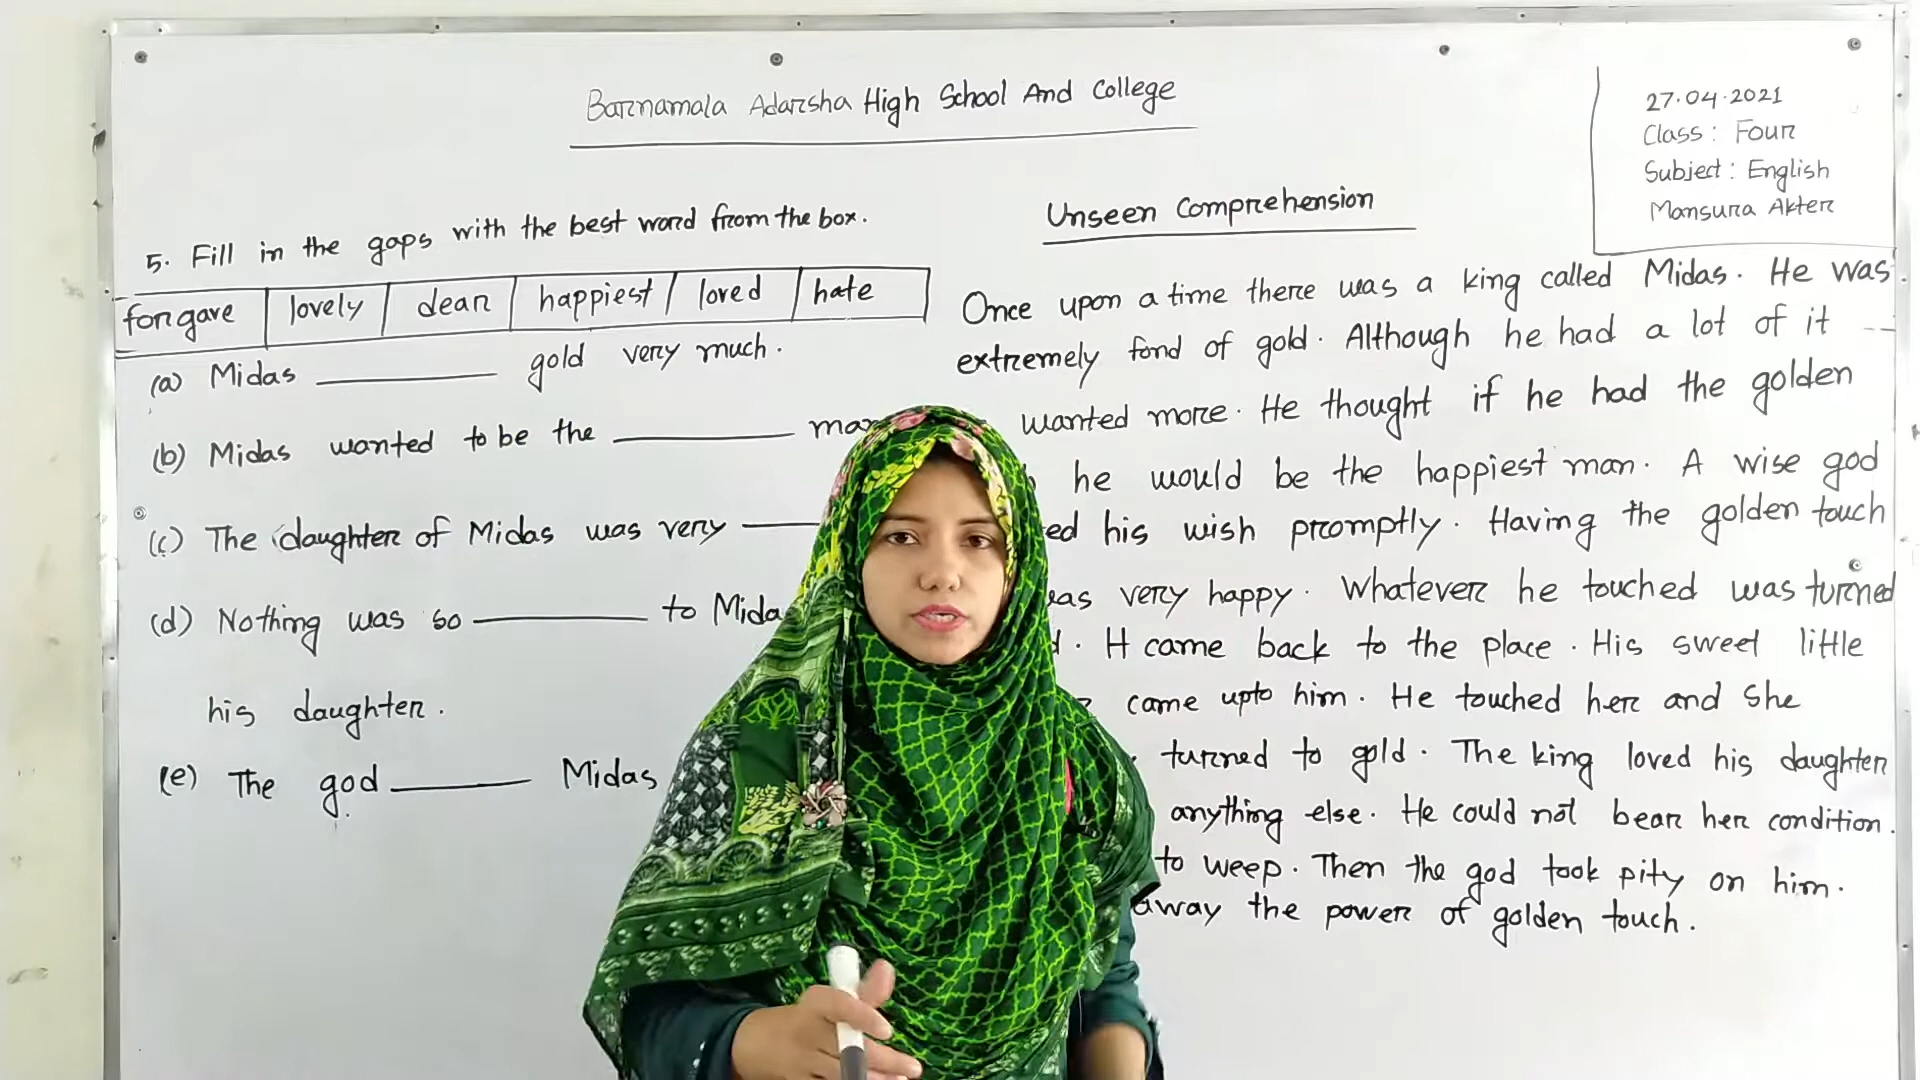 Barnamala Adarsha High School And College
27.04.2021
Class : Four
Subject : English
Mansura Akter
5. Fill in the gaps with the best word from the box.
forgave lovely dear happiest loved hate
(a) Midas ________ gold very much.
(b) Midas wanted to be the ________
(c) The daughter of Midas was very ____
(d) Nothing was so ________ to
his daughter.
(e) The god ________ Midas
Unseen Comprehension
Once upon a time there was a king called Midas. He was
extremely fond of gold. Although he had a lot of it
wanted more. He thought if he had the golden
he would be the happiest man. A wise god
his wish promptly. Having the golden touch
very happy. Whatever he touched was turned
H came back to the place. His sweet little
came upto him. He touched her and she
turned to gold. The king loved his daughter
anything else. He could not bear her condition.
to weep. Then the god took pity on him.
away the power of golden touch.